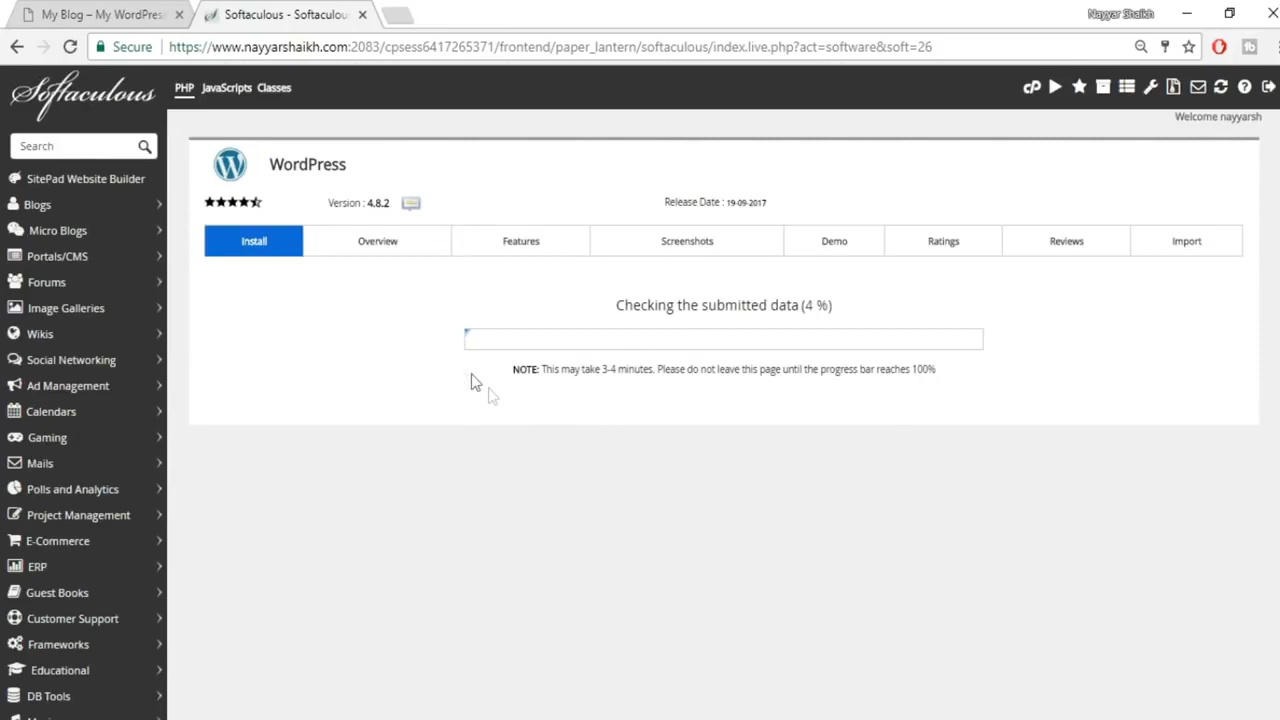 My Blog – My WordPres
Softaculous - Softaculou
Nayyar Shaikh
Secure
https://www.nayyarshaikh.com:2083/cpsess6417265371/frontend/paper_lantern/softaculous/index.live.php?act=software&soft=26
Softaculous
PHP JavaScripts Classes
cP
Welcome nayyarsh
Search
SitePad Website Builder
Blogs
Micro Blogs
Portals/CMS
Forums
Image Galleries
Wikis
Social Networking
Ad Management
Calendars
Gaming
Mails
Polls and Analytics
Project Management
E-Commerce
ERP
Guest Books
Customer Support
Frameworks
Educational
DB Tools
WordPress
Version : 4.8.2
Release Date : 19-09-2017
Install Overview Features Screenshots Demo Ratings Reviews Import
Checking the submitted data (4 %)
NOTE: This may take 3-4 minutes. Please do not leave this page until the progress bar reaches 100%